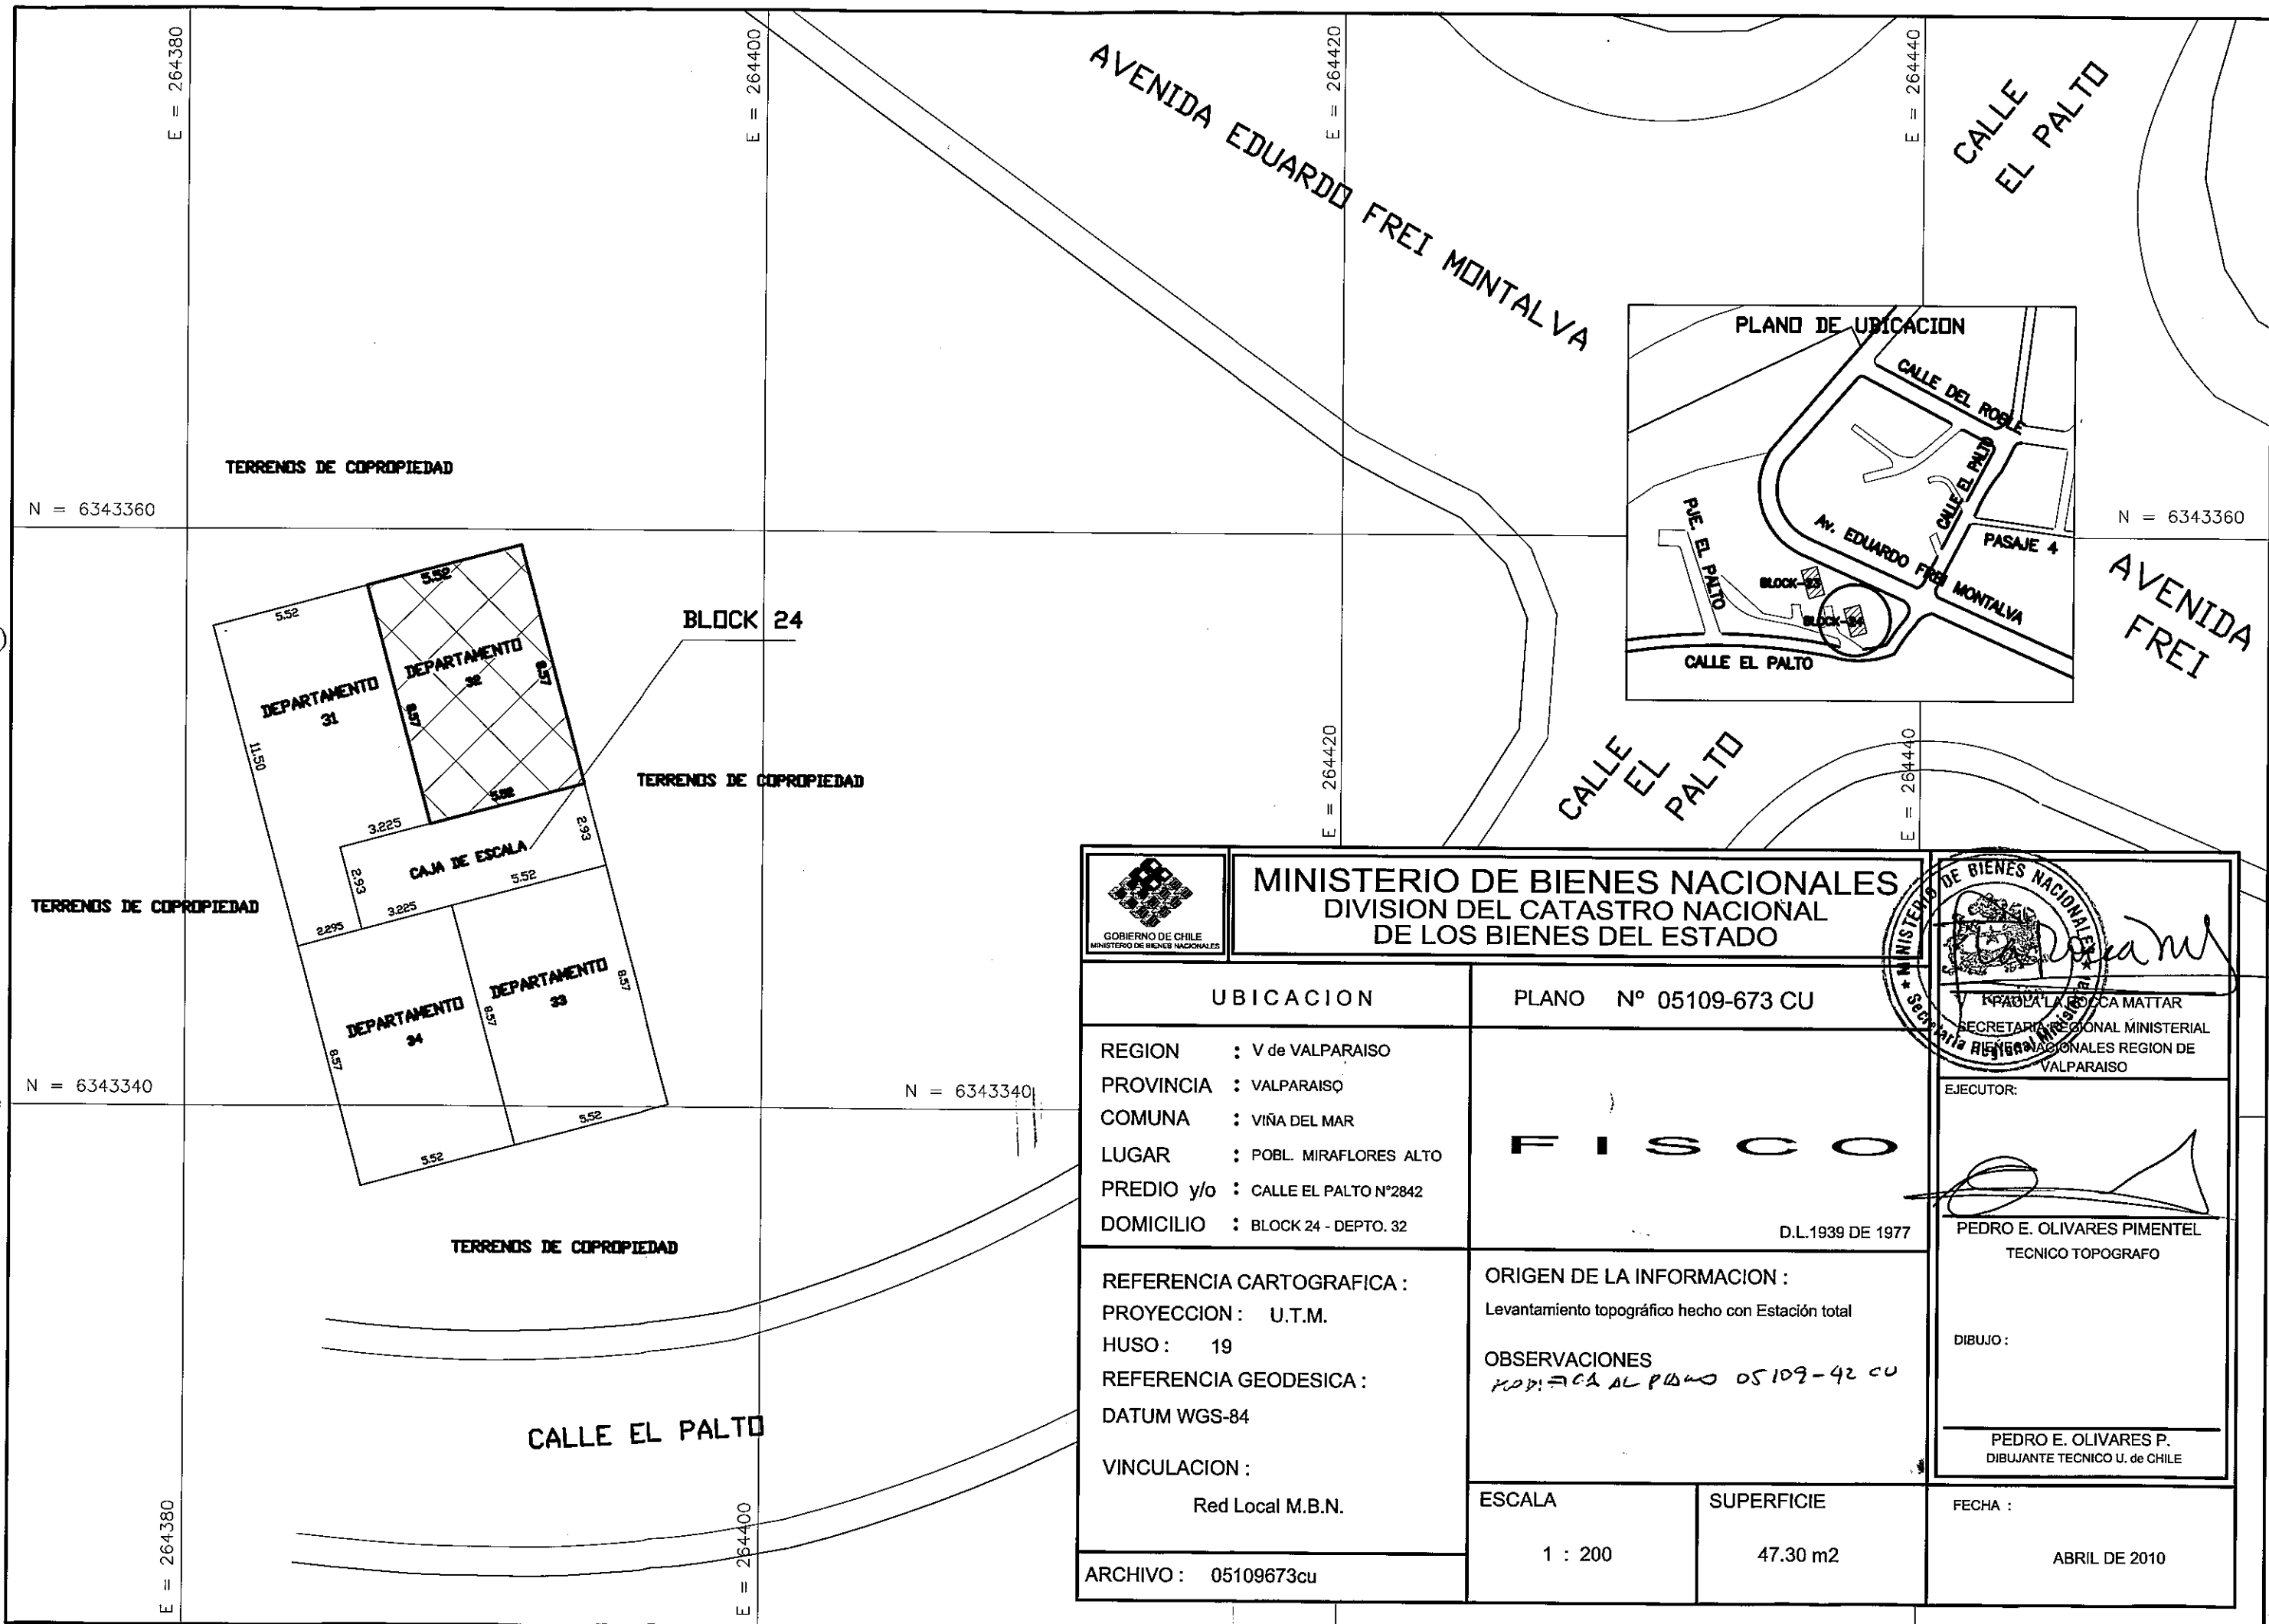 E = 264380
E = 264400
E = 264420
E = 264440
AVENIDA EDUARDO FREI MONTALVA
CALLE
EL PALTO
TERRENOS DE COPROPIEDAD
N = 6343360
N = 6343360
AVENIDA
FREI
PLANO DE UBICACION
CALLE DEL ROBLE
CALLE EL PALTO
PASAJE 4
Av. EDUARDO FREI MONTALVA
PJE. EL PALTO
BLOCK-23
BLOCK-24
CALLE EL PALTO
5.52
5.52
BLOCK 24
DEPARTAMENTO
32
8.57
8.57
DEPARTAMENTO
31
11.50
5.52
TERRENOS DE COPROPIEDAD
E = 264420
E = 264440
CALLE
EL
PALTO
3.225
2.93
CAJA DE ESCALA
2.93
5.52
3.225
2.295
TERRENOS DE COPROPIEDAD
DEPARTAMENTO
33
8.57
8.57
DEPARTAMENTO
34
8.57
N = 6343340
N = 6343340
5.52
5.52
TERRENOS DE COPROPIEDAD
CALLE EL PALTO
E = 264380
E = 264400
GOBIERNO DE CHILE
MINISTERIO DE BIENES NACIONALES
MINISTERIO DE BIENES NACIONALES
DIVISION DEL CATASTRO NACIONAL
DE LOS BIENES DEL ESTADO
MINISTERIO DE BIENES NACIONALES
Secretaria Regional Ministerial
PAOLA LA ROCCA MATTAR
SECRETARIA REGIONAL MINISTERIAL
BIENES NACIONALES REGION DE
VALPARAISO
UBICACION
PLANO Nº 05109-673 CU
REGION : V de VALPARAISO
PROVINCIA : VALPARAISO
COMUNA : VIÑA DEL MAR
LUGAR : POBL. MIRAFLORES ALTO
PREDIO y/o : CALLE EL PALTO N°2842
DOMICILIO : BLOCK 24 - DEPTO. 32
FISCO
D.L.1939 DE 1977
EJECUTOR:
PEDRO E. OLIVARES PIMENTEL
TECNICO TOPOGRAFO
REFERENCIA CARTOGRAFICA :
PROYECCION : U.T.M.
HUSO : 19
REFERENCIA GEODESICA :
DATUM WGS-84
VINCULACION :
Red Local M.B.N.
ORIGEN DE LA INFORMACION :
Levantamiento topográfico hecho con Estación total
OBSERVACIONES
MODIFICA AL PLANO 05109-42 CU
DIBUJO :
PEDRO E. OLIVARES P.
DIBUJANTE TECNICO U. de CHILE
ESCALA
1 : 200
SUPERFICIE
47.30 m2
FECHA :
ABRIL DE 2010
ARCHIVO : 05109673cu